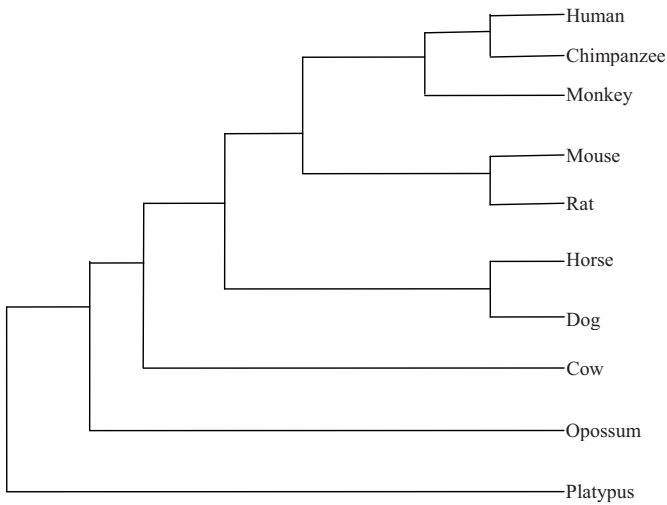 Human
Chimpanzee
Monkey
Mouse
Rat
Horse
Dog
Cow
Opossum
Platypus